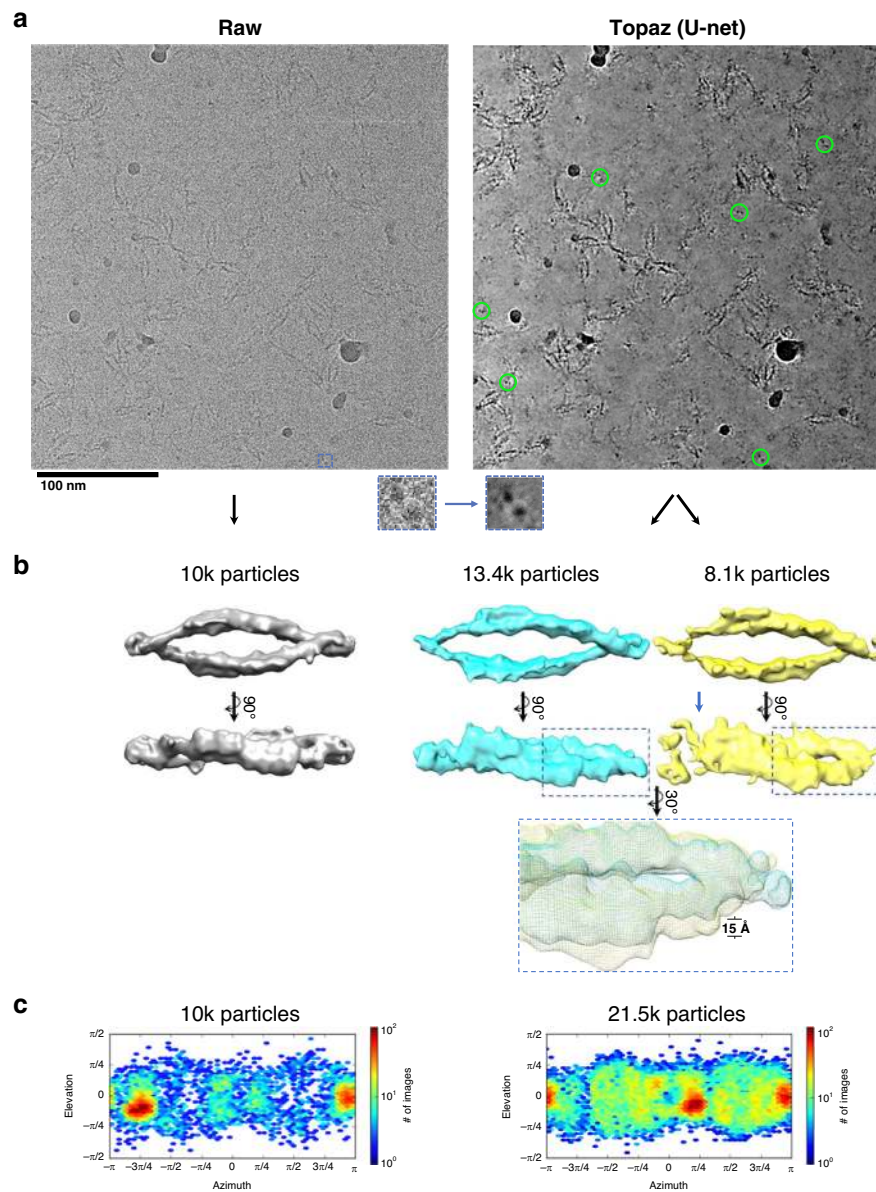 a
Raw
Topaz (U-net)
100 nm
b
10k particles
13.4k particles
8.1k particles
90°
90°
90°
30°
15 Å
c
10k particles
21.5k particles
π/2
π/4
0
−π/4
−π/2
Elevation
−π
−3π/4
−π/2
−π/4
0
π/4
π/2
3π/4
π
Azimuth
10²
10¹
10⁰
# of images
π/2
π/4
0
−π/4
−π/2
Elevation
−π
−3π/4
−π/2
−π/4
0
π/4
π/2
3π/4
π
Azimuth
10²
10¹
10⁰
# of images